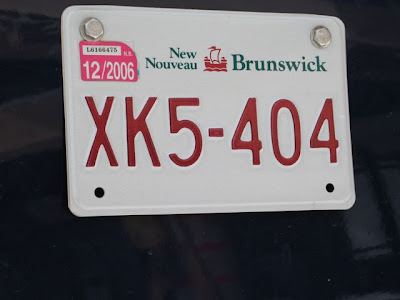 L6166475 N.B.
12/2006
New
Nouveau Brunswick
XK5-404